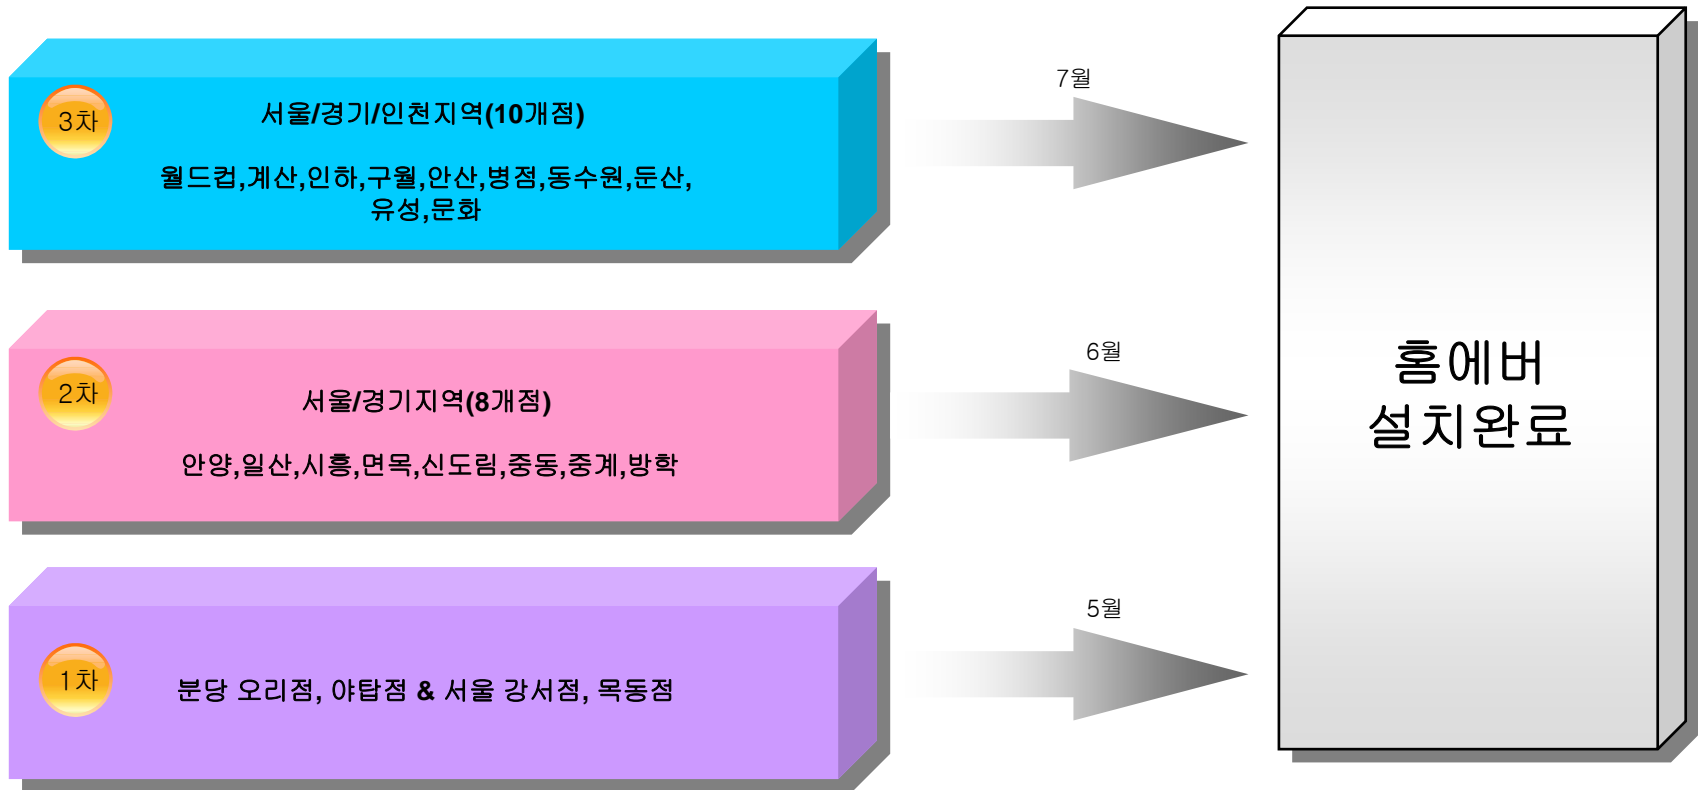 3차
서울/경기/인천지역(10개점)
월드컵,계산,인하,구월,안산,병점,동수원,둔산,
유성,문화
7월
2차
서울/경기지역(8개점)
안양,일산,시흥,면목,신도림,중동,중계,방학
6월
1차
분당 오리점, 야탑점 & 서울 강서점, 목동점
5월
홈에버
설치완료